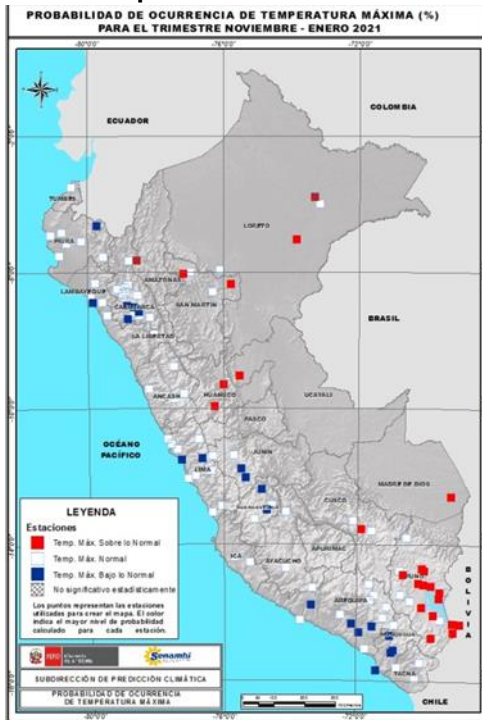 PROBABILIDAD DE OCURRENCIA DE TEMPERATURA MÁXIMA (%)
PARA EL TRIMESTRE NOVIEMBRE - ENERO 2021
COLOMBIA
ECUADOR
TUMBES
PIURA
LORETO
AMAZONAS
LAMBAYEQUE
CAJAMARCA
SAN MARTIN
BRASIL
LA LIBERTAD
ANCASH
HUANUCO
UCAYALI
PASCO
OCÉANO
PACÍFICO
JUNIN
LIMA
MADRE DE DIOS
CUSCO
ICA
AYACUCHO
APURIMAC
PUNO
BOLIVIA
AREQUIPA
MOQUEGUA
TACNA
CHILE
LEYENDA
Estaciones
Temp. Máx. Sobre lo Normal
Temp. Máx. Normal
Temp. Máx. Bajo lo Normal
No significativo estadísticamente
Los puntos representan las estaciones
utilizadas para crear el mapa. El color
indica el mayor nivel de probabilidad
calculado para cada estación.
PERÚ
Senamhi
SUBDIRECCIÓN DE PREDICCIÓN CLIMÁTICA
PROBABILIDAD DE OCURRENCIA
DE TEMPERATURA MÁXIMA